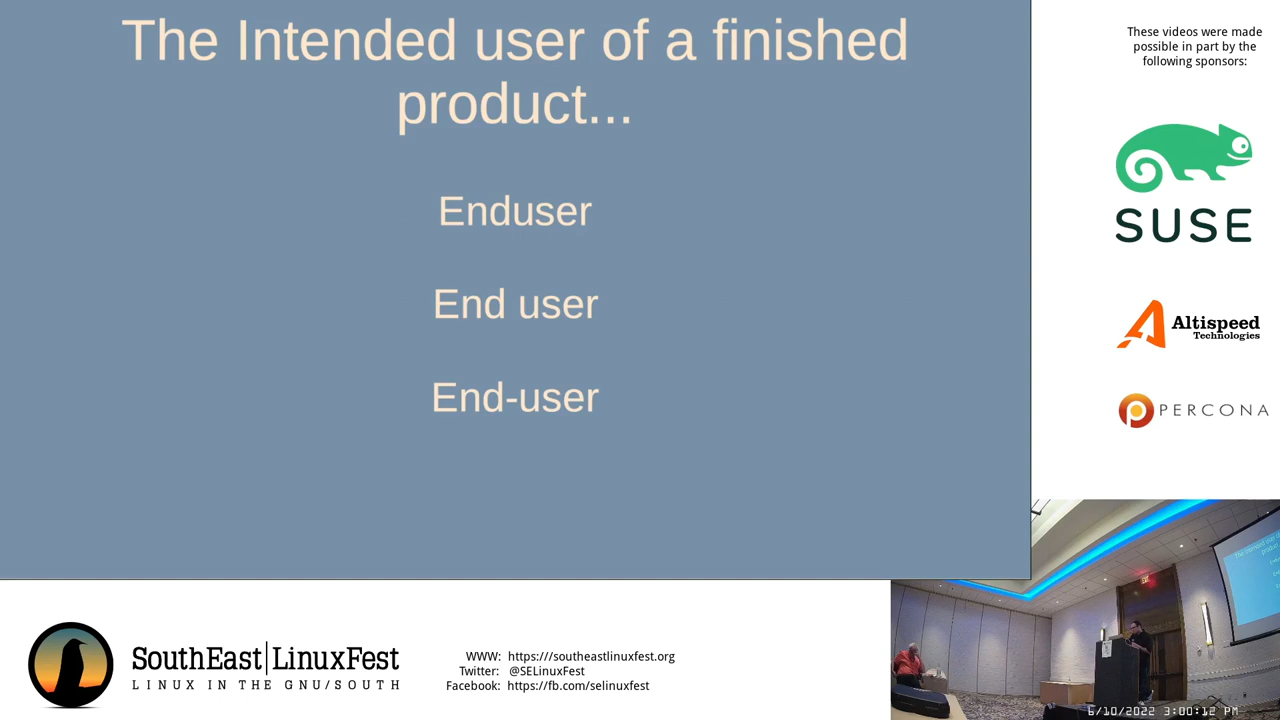 The Intended user of a finished
product...
Enduser
End user
End-user
These videos were made
possible in part by the
following sponsors:
SUSE
Altispeed
Technologies
PERCONA
SouthEast|LinuxFest
LINUX IN THE GNU/SOUTH
WWW: https:///southeastlinuxfest.org
Twitter: @SELinuxFest
Facebook: https://fb.com/selinuxfest
6/10/2022 3:00:12 PM